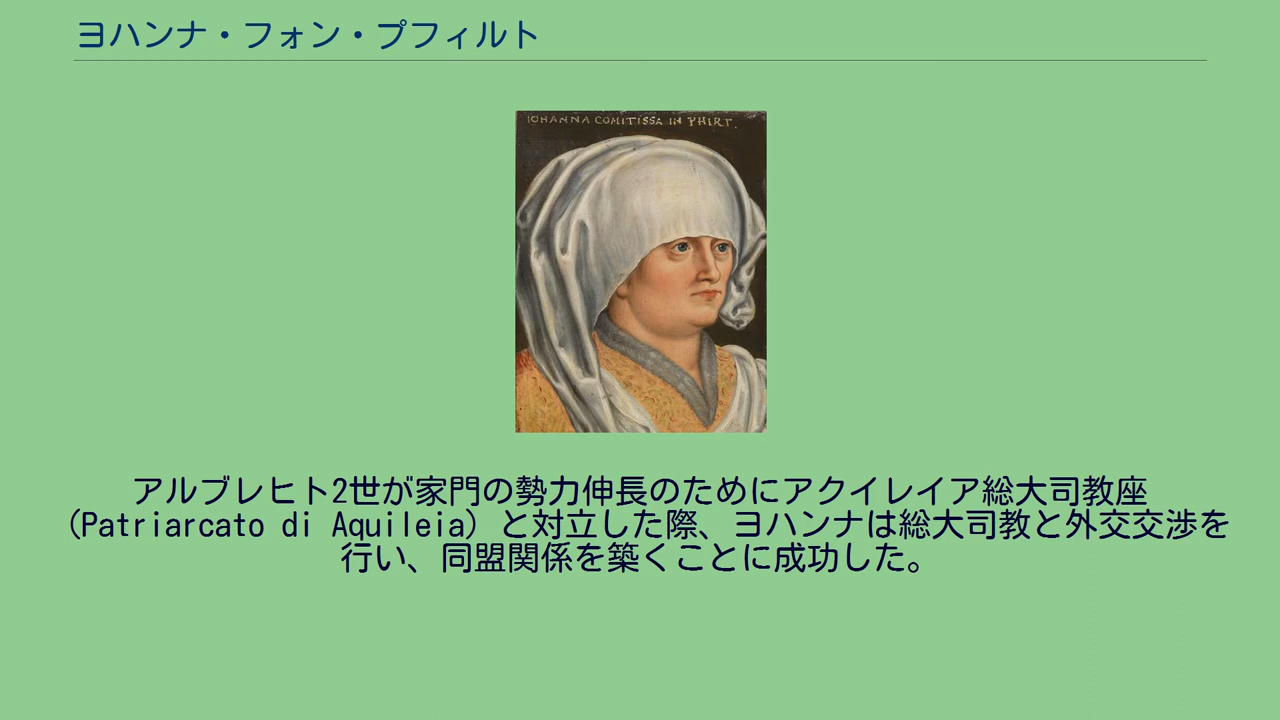 ヨハンナ・フォン・プフィルト
IOHANNA COMITISSA IN PHIRT.
アルブレヒト2世が家門の勢力伸長のためにアクイレイア総大司教座
(Patriarcato di Aquileia) と対立した際、ヨハンナは総大司教と外交交渉を
行い、同盟関係を築くことに成功した。